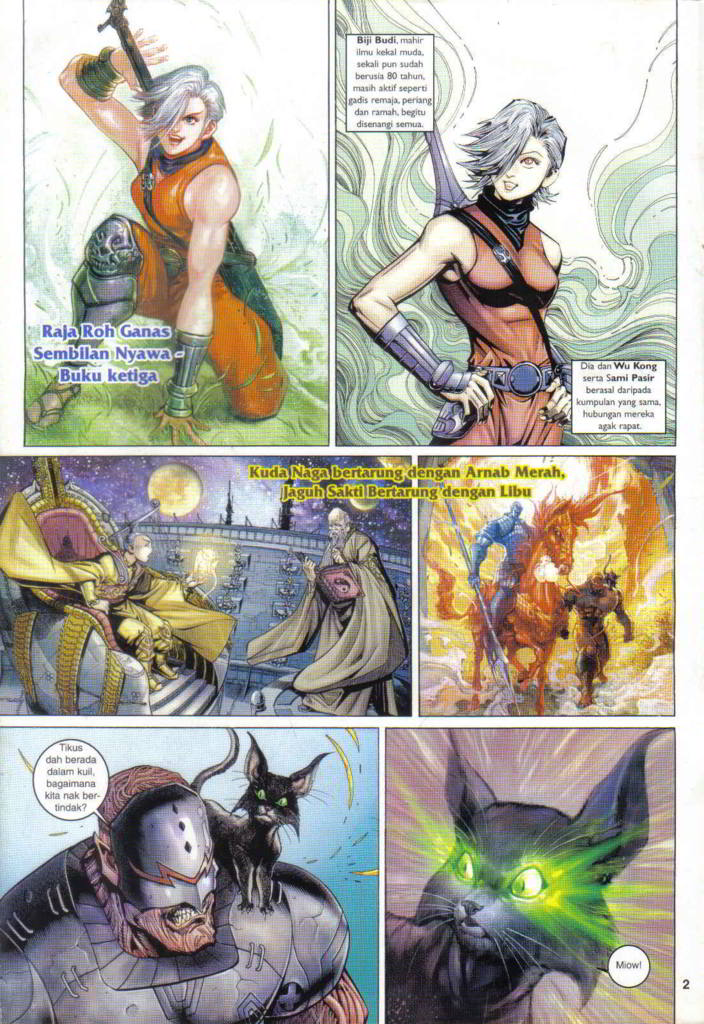 Raja Roh Ganas
Sembilan Nyawa -
Buku ketiga
Biji Budi, mahir
ilmu kekal muda,
sekali pun sudah
berusia 80 tahun,
masih aktif seperti
gadis remaja, periang
dan ramah, begitu
disenangi semua.
Dia dan Wu Kong
serta Sami Pasir
berasal daripada
kumpulan yang sama,
hubungan mereka
agak rapat.
Kuda Naga bertarung dengan Arnab Merah,
Jaguh Sakti Bertarung dengan Libu
Tikus
dah berada
dalam kuil,
bagaimana
kita nak ber-
tindak?
Miow!
2